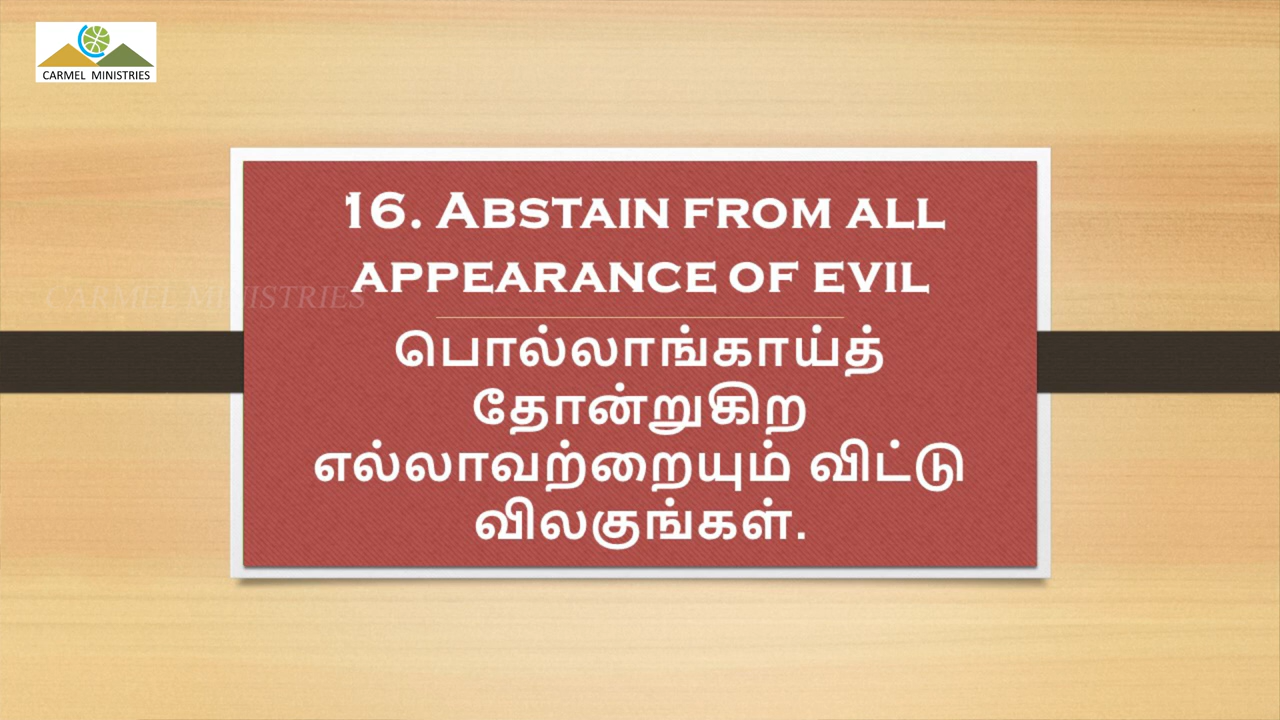 CARMEL MINISTRIES
16. ABSTAIN FROM ALL
APPEARANCE OF EVIL
CARMEL MINISTRIES
பொல்லாங்காய்த்
தோன்றுகிற
எல்லாவற்றையும் விட்டு
விலகுங்கள்.